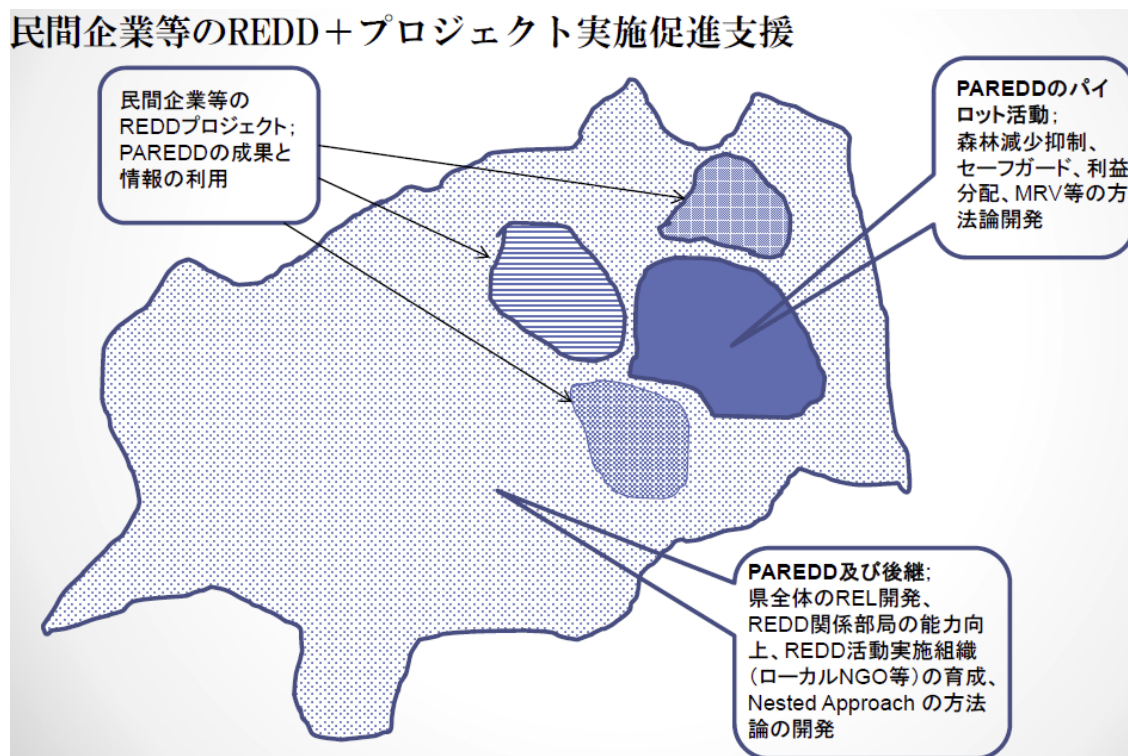 民間企業等のREDD＋プロジェクト実施促進支援
民間企業等の
REDDプロジェクト；
PAREDDの成果と
情報の利用
PAREDDのパイ
ロット活動；
森林減少抑制、
セーフガード、利益
分配、MRV等の方
法論開発
PAREDD及び後継；
県全体のREL開発、
REDD関係部局の能力向
上、REDD活動実施組織
（ローカルNGO等）の育成、
Nested Approach の方法
論の開発